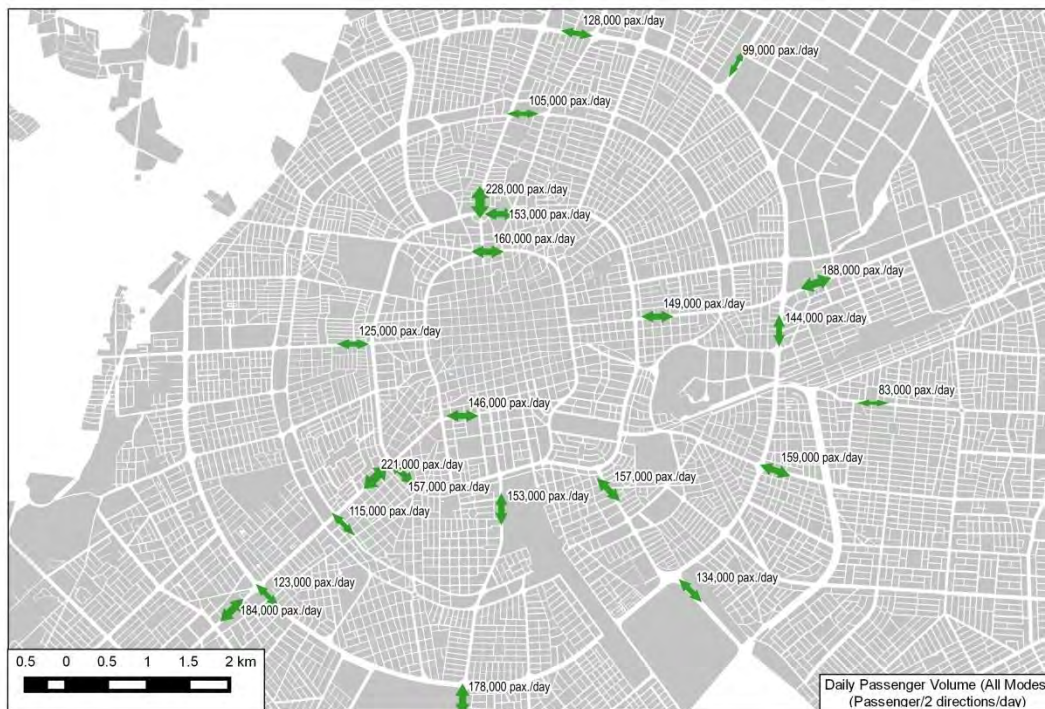 128,000 pax./day
99,000 pax./day
105,000 pax./day
228,000 pax./day
153,000 pax./day
160,000 pax./day
188,000 pax./day
149,000 pax./day
144,000 pax./day
125,000 pax./day
83,000 pax./day
146,000 pax./day
221,000 pax./day
159,000 pax./day
157,000 pax./day
157,000 pax./day
153,000 pax./day
115,000 pax./day
123,000 pax./day
134,000 pax./day
184,000 pax./day
0.5 0 0.5 1 1.5 2 km
178,000 pax./day
Daily Passenger Volume (All Modes
(Passenger/2 directions/day)